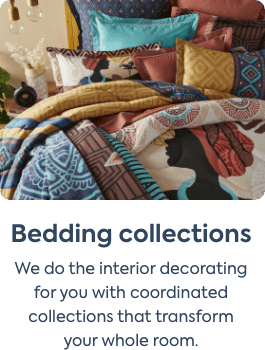 Bedding collections
We do the interior decorating
for you with coordinated
collections that transform
your whole room.